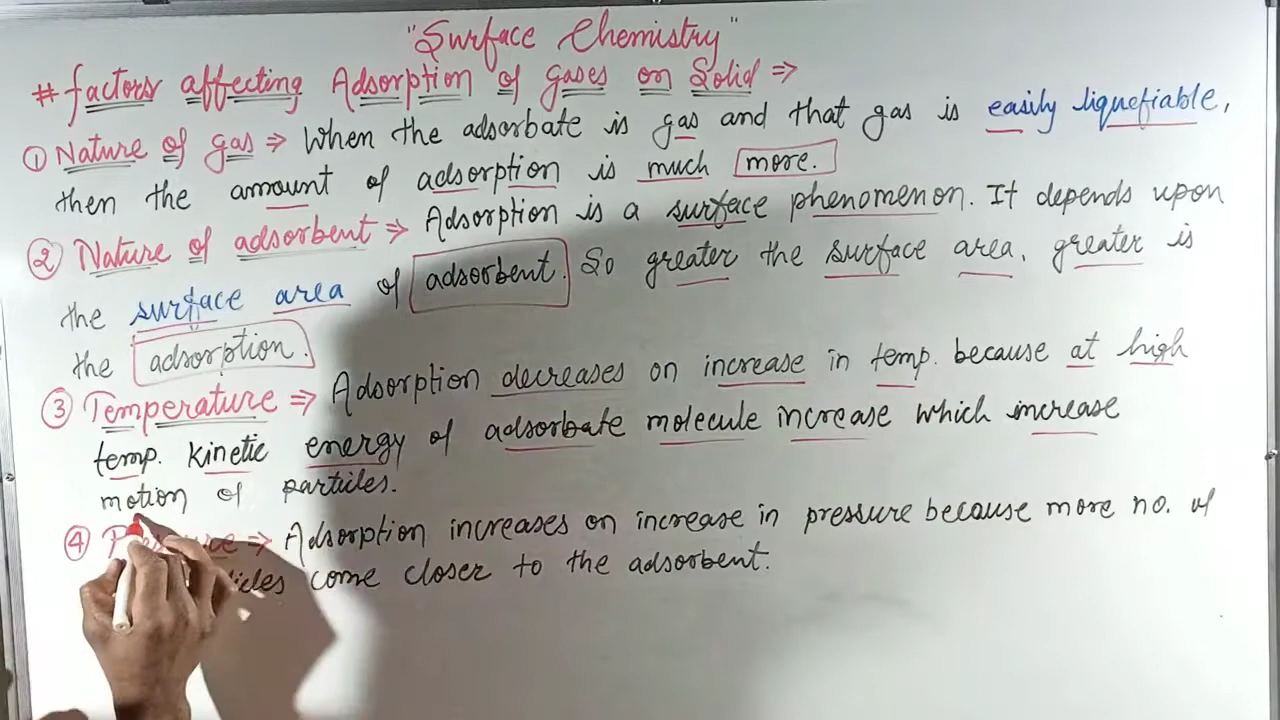 "Surface Chemistry"
# factors affecting Adsorption of Gases on Solid ⇒
① Nature of gas ⇒ When the adsorbate is gas and that gas is easily liquefiable,
then the amount of adsorption is much more.
② Nature of adsorbent ⇒ Adsorption is a surface phenomenon. It depends upon
the surface area of adsorbent. So greater the surface area, greater is
the adsorption.
③ Temperature ⇒ Adsorption decreases on increase in temp. because at high
temp. kinetic energy of adsorbate molecule increase which increase
motion of particles.
④ ⇒ Adsorption increases on increase in pressure because more no. of
come closer to the adsorbent.